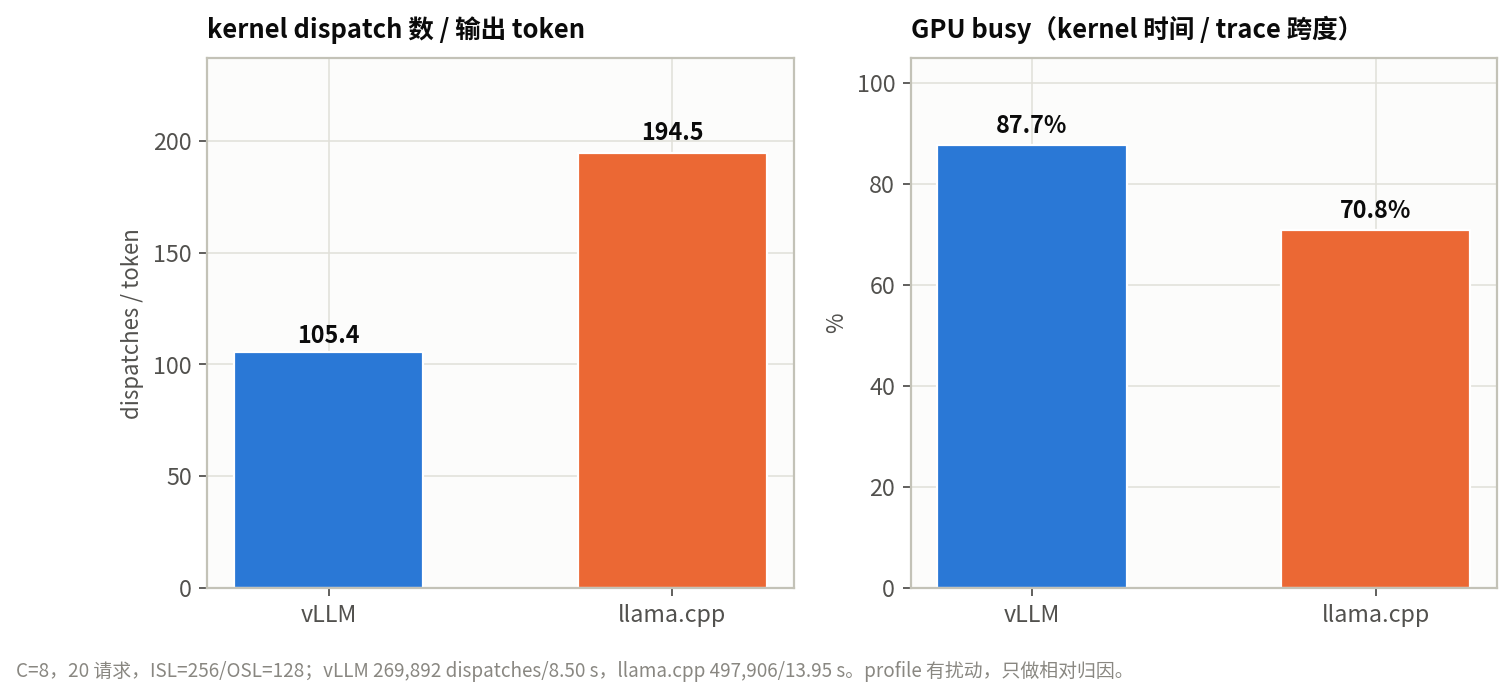 kernel dispatch 数 / 输出 token
dispatches / token
200
150
100
50
0
105.4
194.5
vLLM
llama.cpp
GPU busy（kernel 时间 / trace 跨度）
%
100
80
60
40
20
0
87.7%
70.8%
vLLM
llama.cpp
C=8，20 请求，ISL=256/OSL=128；vLLM 269,892 dispatches/8.50 s，llama.cpp 497,906/13.95 s。profile 有扰动，只做相对归因。